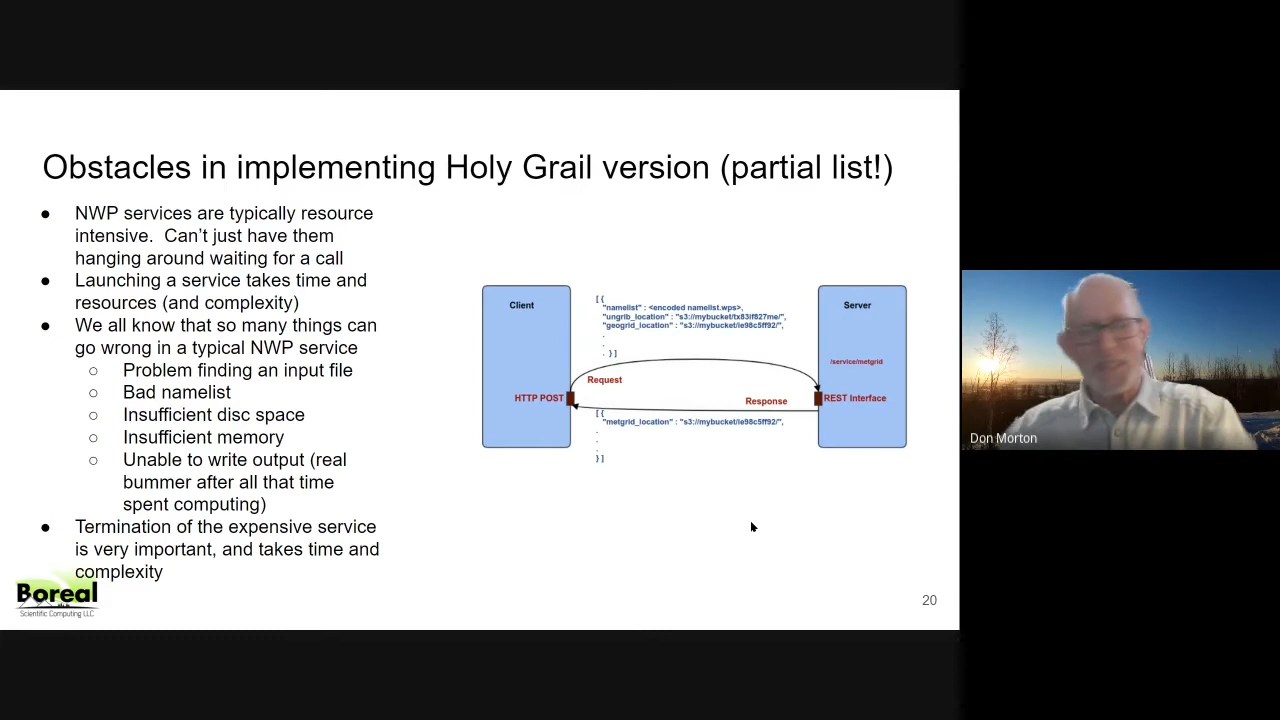 Obstacles in implementing Holy Grail version (partial list!)
● NWP services are typically resource
intensive. Can't just have them
hanging around waiting for a call
● Launching a service takes time and
resources (and complexity)
● We all know that so many things can
go wrong in a typical NWP service
○ Problem finding an input file
○ Bad namelist
○ Insufficient disc space
○ Insufficient memory
○ Unable to write output (real
bummer after all that time
spent computing)
● Termination of the expensive service
is very important, and takes time and
complexity
Client
HTTP POST
[ {
"namelist" : <encoded namelist.wps>,
"ungrib_location" : "s3://mybucket/tx83lf827me/",
"geogrid_location" : "s3://mybucket/le98c5ff92/",
.
.
. } ]
Request
Response
[ {
"metgrid_location" : "s3://mybucket/le98c5ff92/",
.
.
.
} ]
Server
/service/metgrid
REST Interface
Boreal
Scientific Computing LLC
20
Don Morton